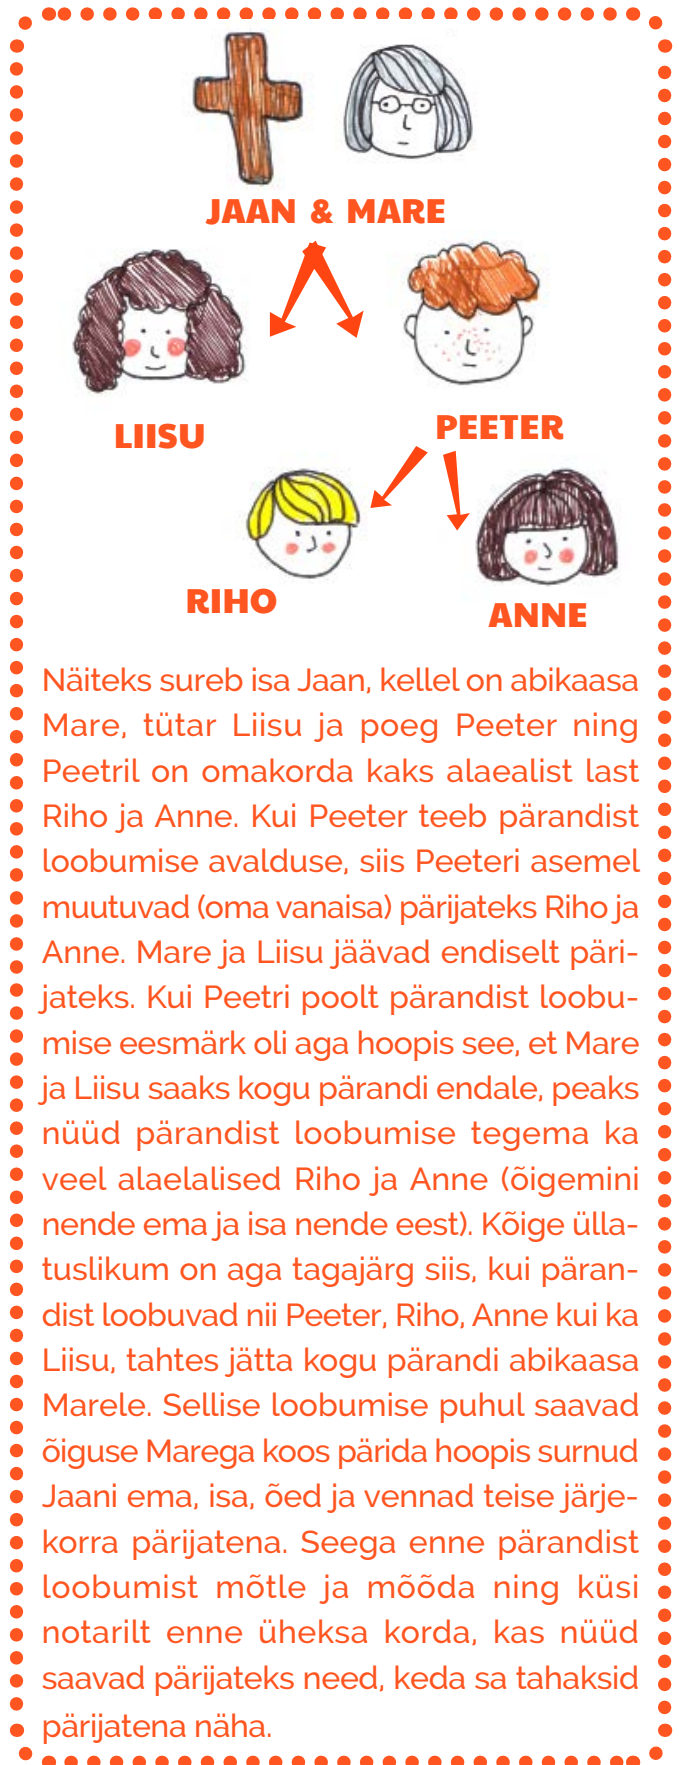 JAAN & MARE
LIISU
PEETER
RIHO
ANNE
Näiteks sureb isa Jaan, kellel on abikaasa
Mare, tütar Liisu ja poeg Peeter ning
Peetril on omakorda kaks alaealist last
Riho ja Anne. Kui Peeter teeb pärandist
loobumise avalduse, siis Peeteri asemel
muutuvad (oma vanaisa) pärijateks Riho ja
Anne. Mare ja Liisu jäävad endiselt päri-
jateks. Kui Peetri poolt pärandist loobu-
mise eesmärk oli aga hoopis see, et Mare
ja Liisu saaks kogu pärandi endale, peaks
nüüd pärandist loobumise tegema ka
veel alaelalised Riho ja Anne (õigemini
nende ema ja isa nende eest). Kõige ülla-
tuslikum on aga tagajärg siis, kui päran-
dist loobuvad nii Peeter, Riho, Anne kui ka
Liisu, tahtes jätta kogu pärandi abikaasa
Marele. Sellise loobumise puhul saavad
õiguse Marega koos pärida hoopis surnud
Jaani ema, isa, õed ja vennad teise järje-
korra pärijatena. Seega enne pärandist
loobumist mõtle ja mõõda ning küsi
notarilt enne üheksa korda, kas nüüd
saavad pärijateks need, keda sa tahaksid
pärijatena näha.